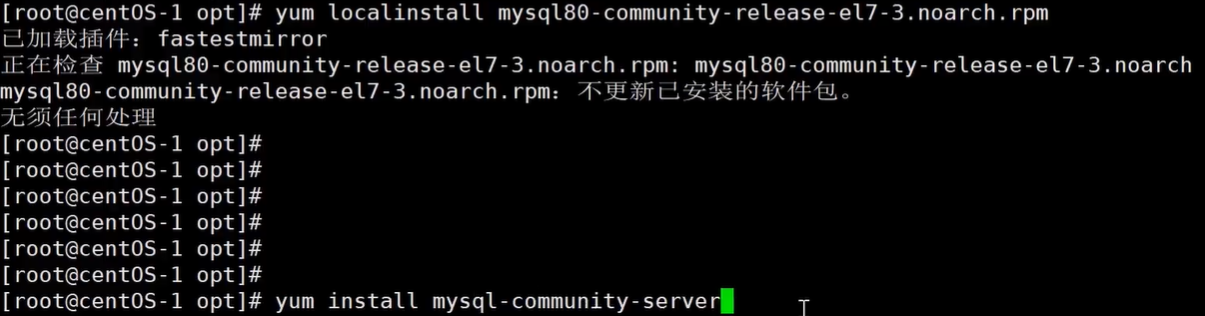 [root@centOS-1 opt]# yum localinstall mysql80-community-release-el7-3.noarch.rpm
已加载插件：fastestmirror
正在检查 mysql80-community-release-el7-3.noarch.rpm: mysql80-community-release-el7-3.noarch
mysql80-community-release-el7-3.noarch.rpm：不更新已安装的软件包。
无须任何处理
[root@centOS-1 opt]#
[root@centOS-1 opt]#
[root@centOS-1 opt]#
[root@centOS-1 opt]#
[root@centOS-1 opt]#
[root@centOS-1 opt]#
[root@centOS-1 opt]# yum install mysql-community-server